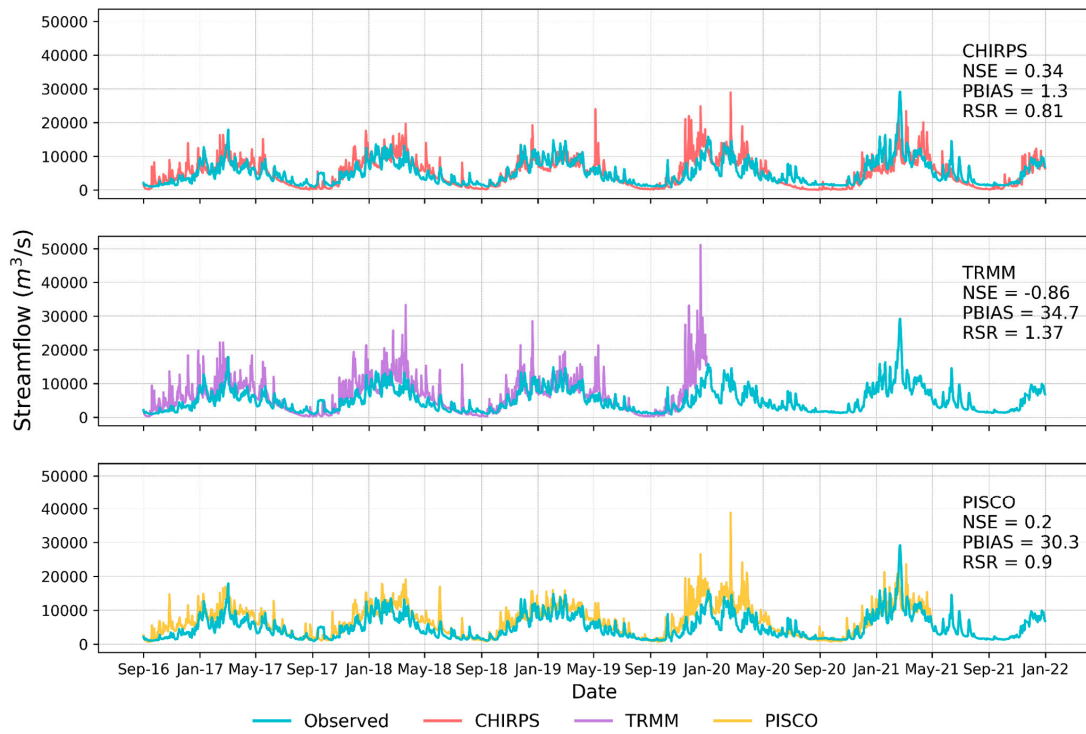 Streamflow (m³/s)
50000
40000
30000
20000
10000
0
CHIRPS
NSE = 0.34
PBIAS = 1.3
RSR = 0.81
50000
40000
30000
20000
10000
0
TRMM
NSE = -0.86
PBIAS = 34.7
RSR = 1.37
50000
40000
30000
20000
10000
0
PISCO
NSE = 0.2
PBIAS = 30.3
RSR = 0.9
Sep-16 Jan-17 May-17 Sep-17 Jan-18 May-18 Sep-18 Jan-19 May-19 Sep-19 Jan-20 May-20 Sep-20 Jan-21 May-21 Sep-21 Jan-22
Date
Observed CHIRPS TRMM PISCO